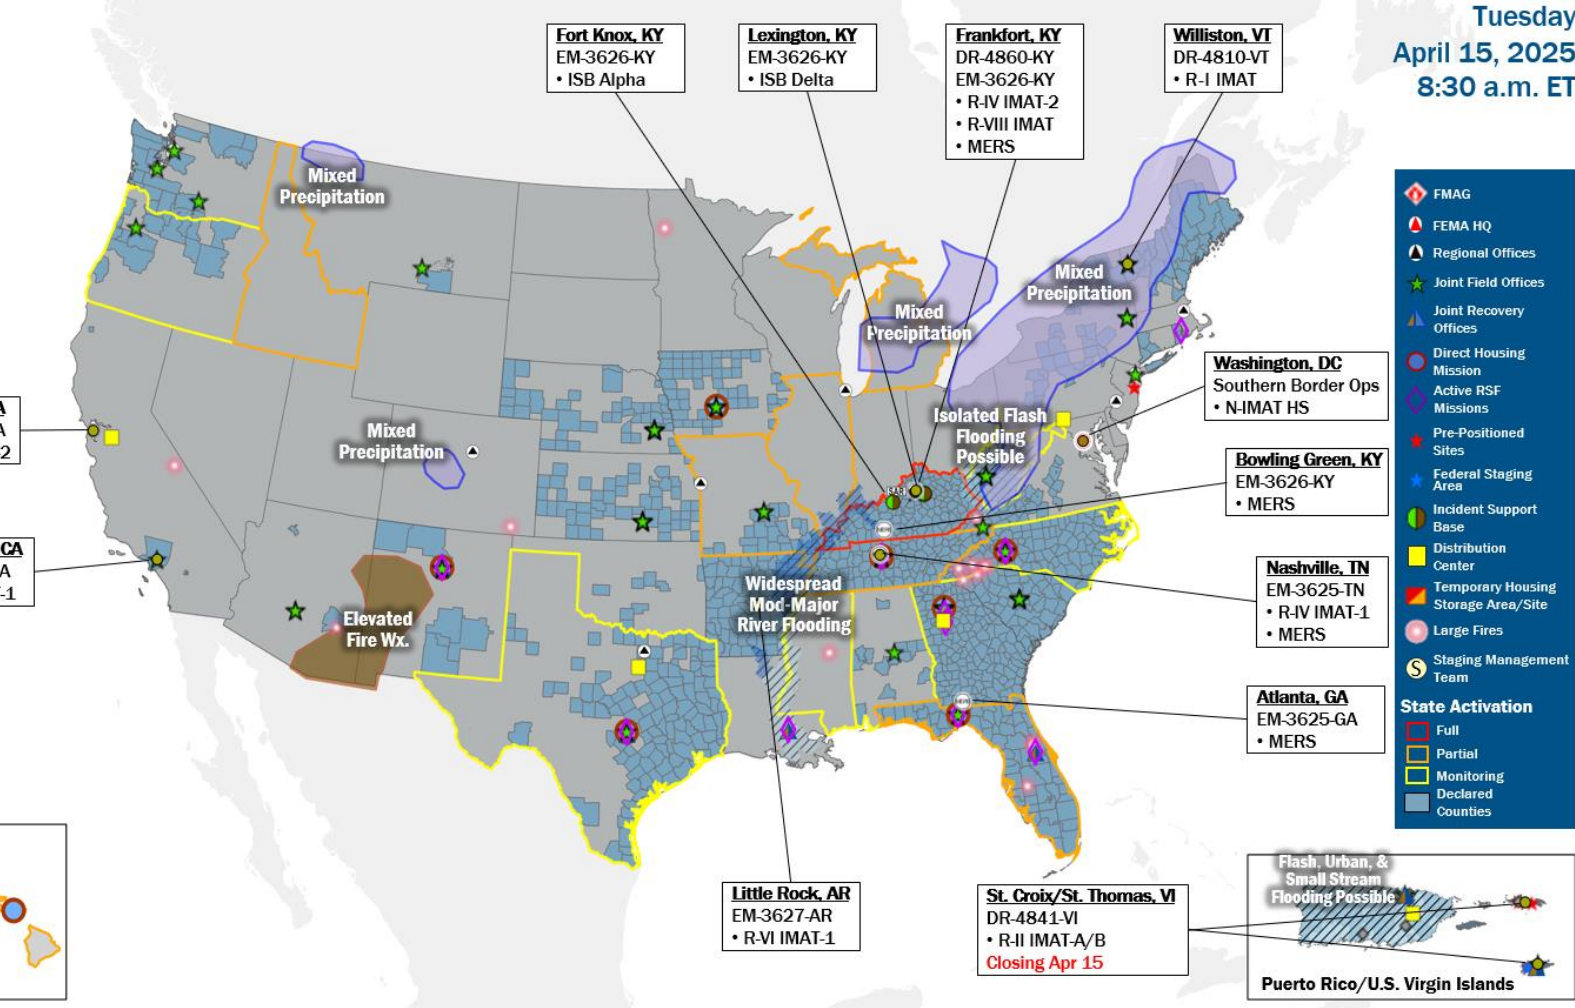 Tuesday
April 15, 2025
8:30 a.m. ET
Fort Knox, KY
EM-3626-KY
• ISB Alpha
Lexington, KY
EM-3626-KY
• ISB Delta
Frankfort, KY
DR-4860-KY
EM-3626-KY
• R-IV IMAT-2
• R-VIII IMAT
• MERS
Williston, VT
DR-4810-VT
• R-I IMAT
Mixed
Precipitation
Mixed
Precipitation
Mixed
Precipitation
Mixed
Precipitation
Isolated Flash
Flooding
Possible
Widespread
Mod-Major
River Flooding
Elevated
Fire Wx.
A
A
2
CA
A
-1
Washington, DC
Southern Border Ops
• N-IMAT HS
Bowling Green, KY
EM-3626-KY
• MERS
Nashville, TN
EM-3625-TN
• R-IV IMAT-1
• MERS
Atlanta, GA
EM-3625-GA
• MERS
Little Rock, AR
EM-3627-AR
• R-VI IMAT-1
St. Croix/St. Thomas, VI
DR-4841-VI
• R-II IMAT-A/B
Closing Apr 15
Flash, Urban, &
Small Stream
Flooding Possible
Puerto Rico/U.S. Virgin Islands
FMAG
FEMA HQ
Regional Offices
Joint Field Offices
Joint Recovery
Offices
Direct Housing
Mission
Active RSF
Missions
Pre-Positioned
Sites
Federal Staging
Area
Incident Support
Base
Distribution
Center
Temporary Housing
Storage Area/Site
Large Fires
S
Staging Management
Team
State Activation
Full
Partial
Monitoring
Declared
Counties